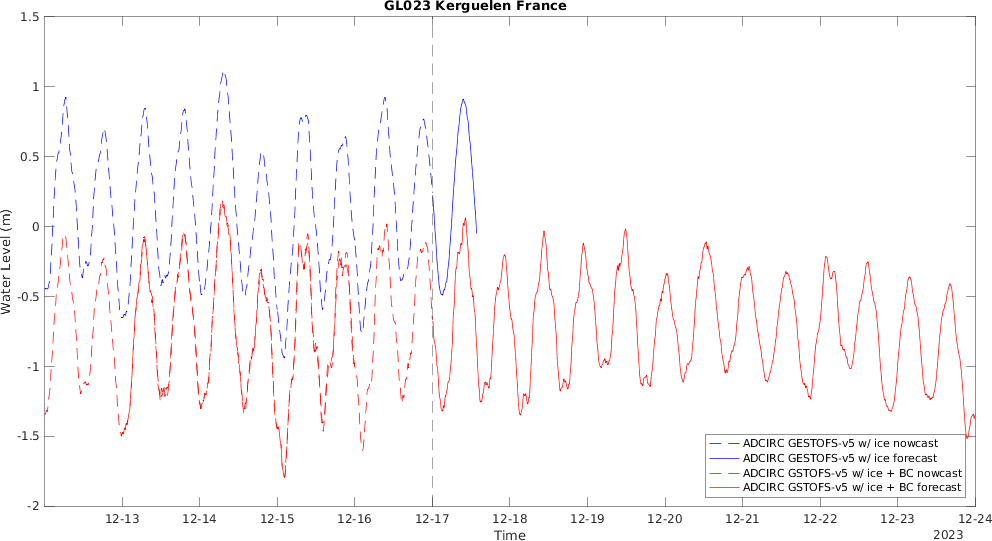 GL023 Kerguelen France
1.5
1
0.5
0
-0.5
-1
-1.5
-2
Water Level (m)
12-13 12-14 12-15 12-16 12-17 12-18 12-19 12-20 12-21 12-22 12-23 12-24
Time
2023
ADCIRC GESTOFS-v5 w/ ice nowcast
ADCIRC GESTOFS-v5 w/ ice forecast
ADCIRC GSTOFS-v5 w/ ice + BC nowcast
ADCIRC GSTOFS-v5 w/ ice + BC forecast